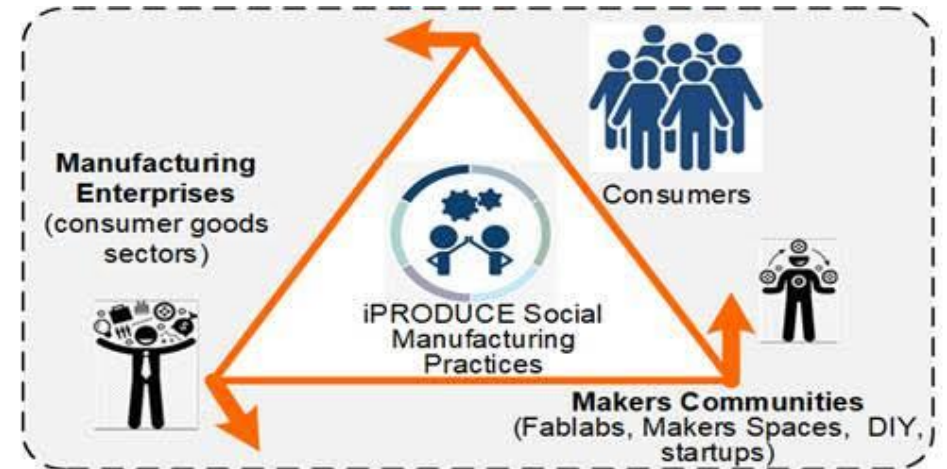 Manufacturing
Enterprises
(consumer goods
sectors)
Consumers
iPRODUCE Social
Manufacturing
Practices
Makers Communities
(Fablabs, Makers Spaces, DIY,
startups)